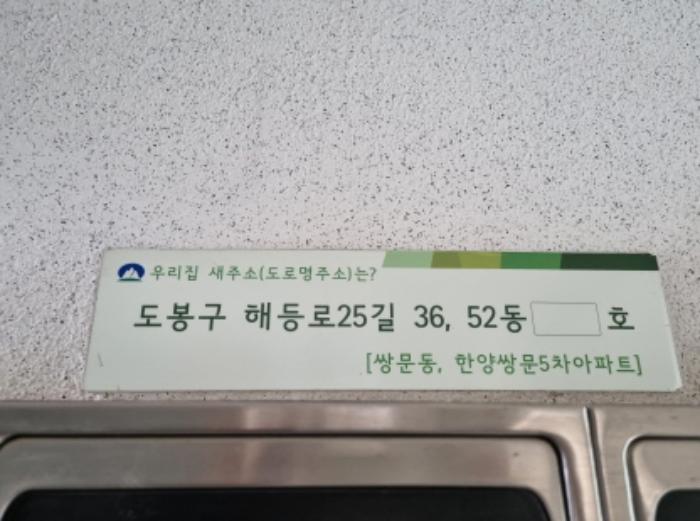 우리집 새주소(도로명주소)는?
도봉구 해등로25길 36, 52동 호
[쌍문동, 한양쌍문5차아파트]